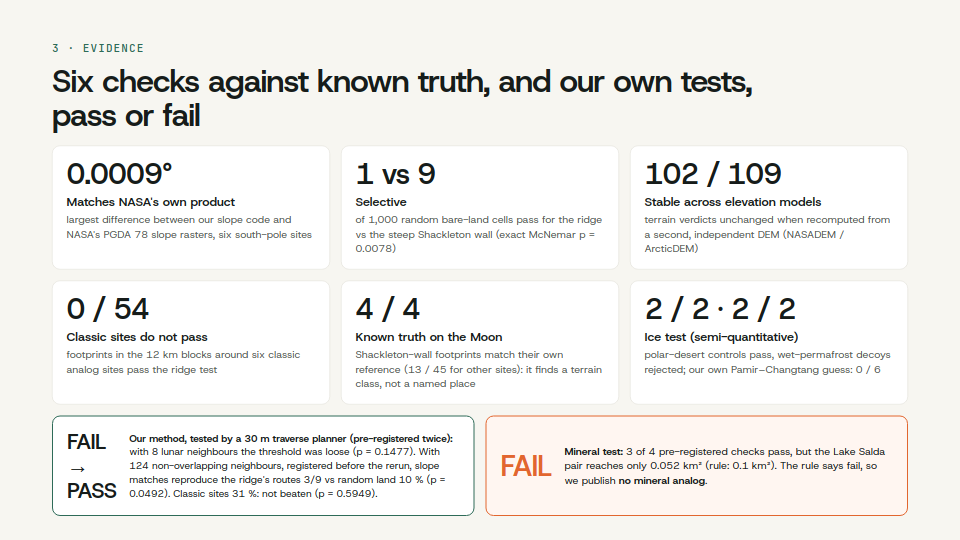 3 · EVIDENCE
Six checks against known truth, and our own tests,
pass or fail
0.0009°
Matches NASA's own product
largest difference between our slope code and
NASA's PGDA 78 slope rasters, six south-pole sites
1 vs 9
Selective
of 1,000 random bare-land cells pass for the ridge
vs the steep Shackleton wall (exact McNemar p =
0.0078)
102 / 109
Stable across elevation models
terrain verdicts unchanged when recomputed from
a second, independent DEM (NASADEM /
ArcticDEM)
0 / 54
Classic sites do not pass
footprints in the 12 km blocks around six classic
analog sites pass the ridge test
4 / 4
Known truth on the Moon
Shackleton-wall footprints match their own
reference (13 / 45 for other sites): it finds a terrain
class, not a named place
2 / 2 · 2 / 2
Ice test (semi-quantitative)
polar-desert controls pass, wet-permafrost decoys
rejected; our own Pamir–Changtang guess: 0 / 6
FAIL
→
PASS
Our method, tested by a 30 m traverse planner (pre-registered twice):
with 8 lunar neighbours the threshold was loose (p = 0.1477). With
124 non-overlapping neighbours, registered before the rerun, slope
matches reproduce the ridge's routes 3/9 vs random land 10 % (p =
0.0492). Classic sites 31 %: not beaten (p = 0.5949).
FAIL
Mineral test: 3 of 4 pre-registered checks pass, but the Lake Salda
pair reaches only 0.052 km² (rule: 0.1 km²). The rule says fail, so
we publish no mineral analog.